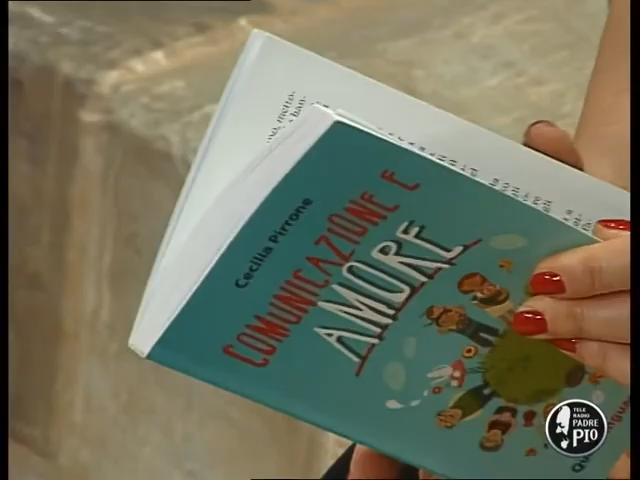 Cecilia Pirrone
COMUNICAZIONE E
AMORE
TELE
RADIO
PADRE
PIO